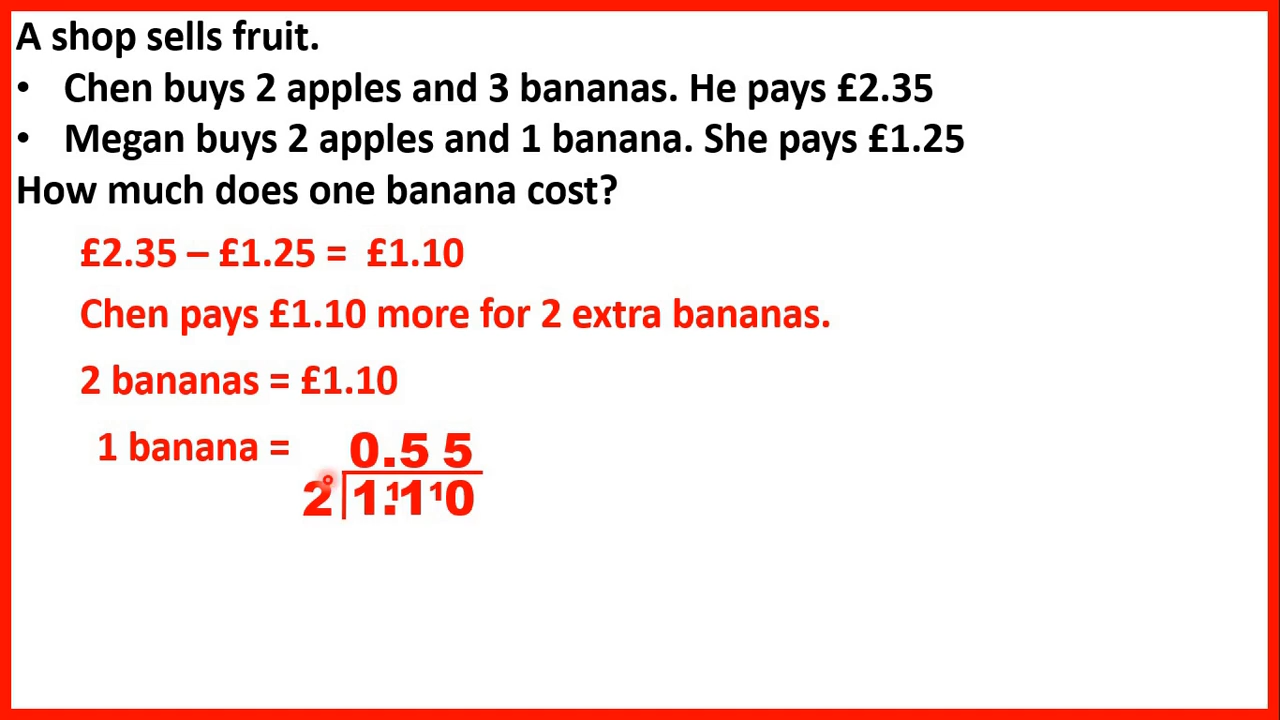 A shop sells fruit.
• Chen buys 2 apples and 3 bananas. He pays £2.35
• Megan buys 2 apples and 1 banana. She pays £1.25
How much does one banana cost?
£2.35 – £1.25 = £1.10
Chen pays £1.10 more for 2 extra bananas.
2 bananas = £1.10
1 banana = 0.5 5
2 1.11 10